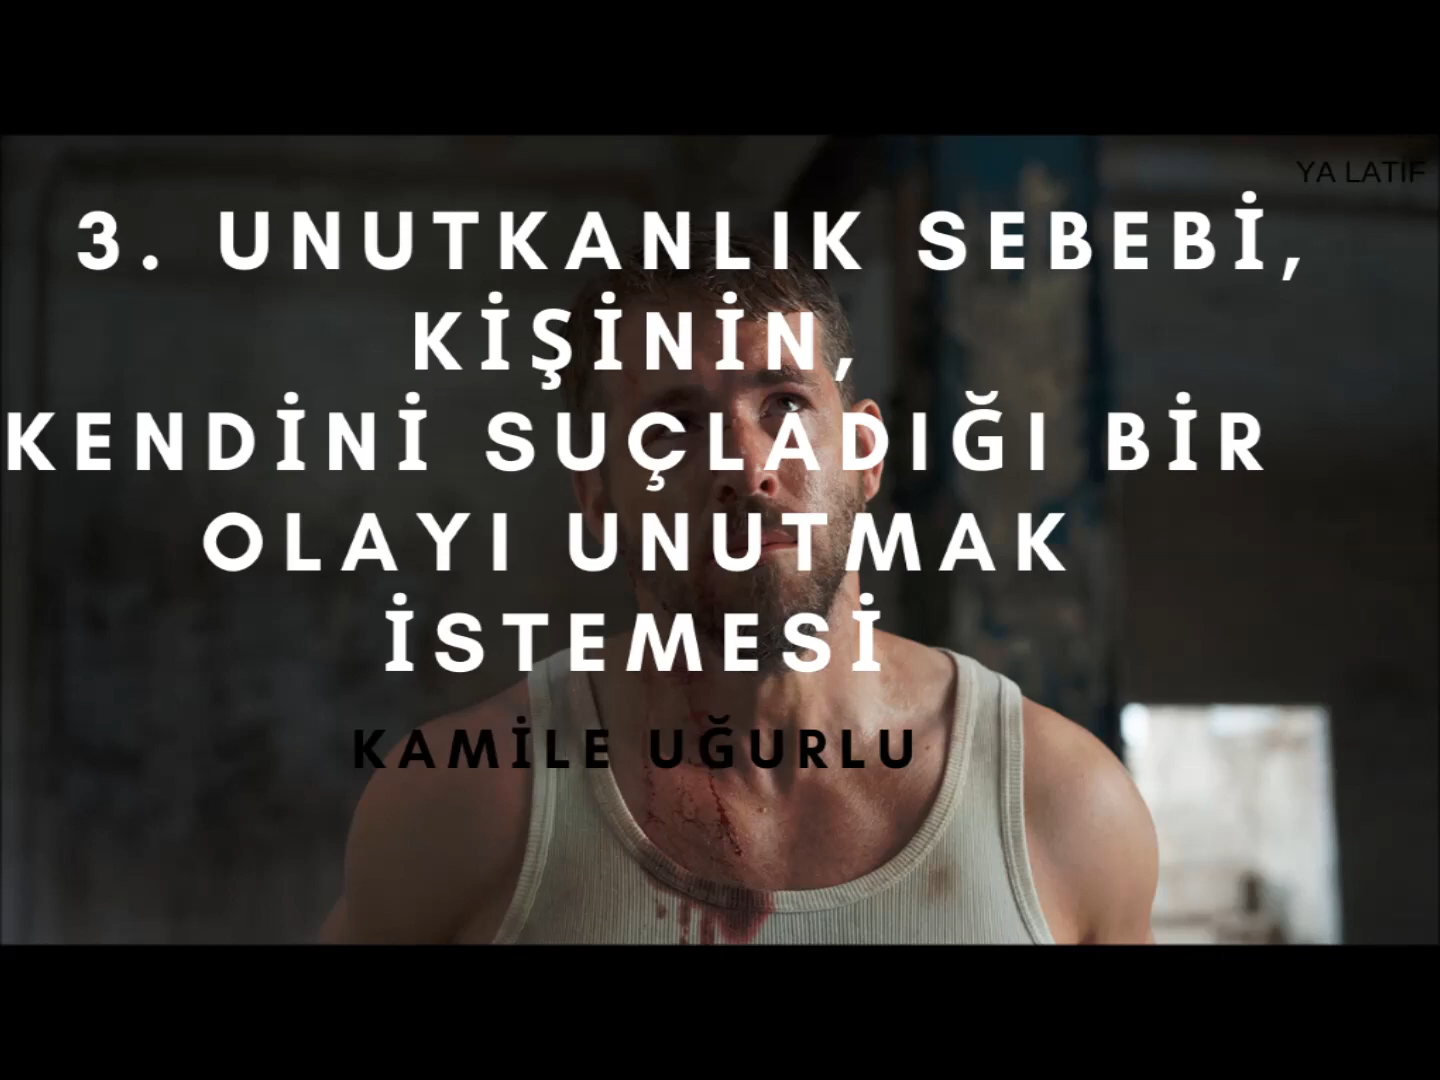 YA LATİF
3. UNUTKANLIK SEBEBİ,
KİŞİNİN,
KENDİNİ SUÇLADIĞI BİR
OLAYI UNUTMAK
İSTEMESİ
KAMİLE UĞURLU